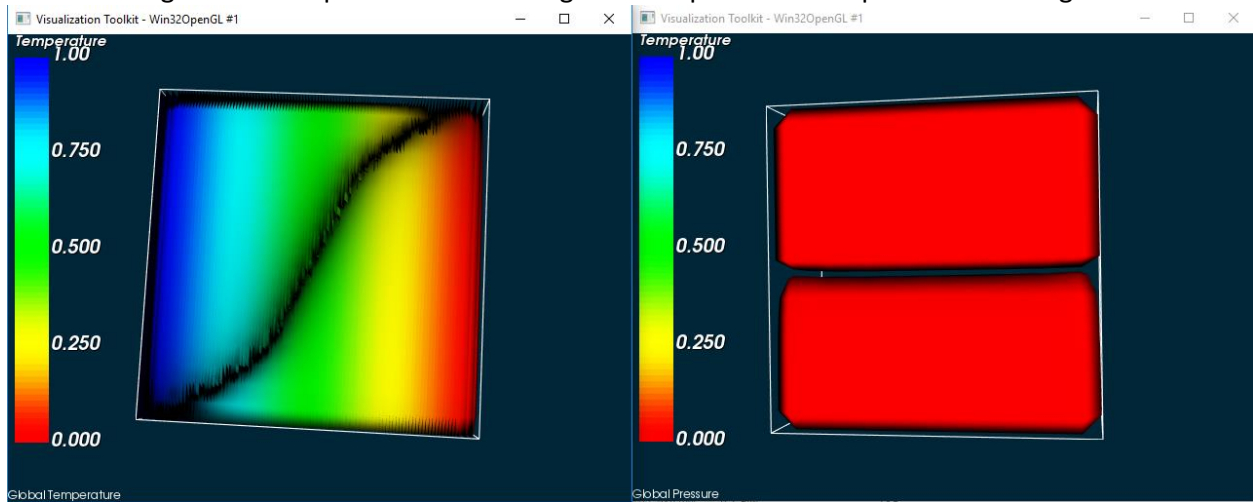 Visualization Toolkit - Win32OpenGL #1
Temperature
1.00
0.750
0.500
0.250
0.000
Global Temperature
Visualization Toolkit - Win32OpenGL #1
Temperature
1.00
0.750
0.500
0.250
0.000
Global Pressure